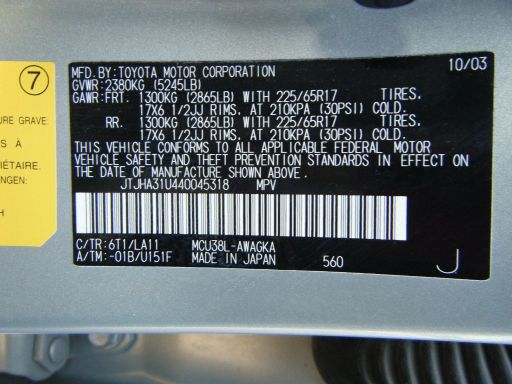 7
URE GRAVE:
S À
IÉTAIRE.
NGEN:
H
MFD.BY:TOYOTA MOTOR CORPORATION 10/03
GVWR:2380KG (5245LB)
GAWR:FRT. 1300KG (2865LB) WITH 225/65R17 TIRES.
17X6 1/2JJ RIMS, AT 210KPA (30PSI) COLD.
RR. 1300KG (2865LB) WITH 225/65R17 TIRES.
17X6 1/2JJ RIMS, AT 210KPA (30PSI) COLD.
THIS VEHICLE CONFORMS TO ALL APPLICABLE FEDERAL MOTOR
VEHICLE SAFETY AND THEFT PREVENTION STANDARDS IN EFFECT ON
THE DATE OF MANUFACTURE SHOWN ABOVE.
JTJHA31U440045318 MPV
C/TR:6T1/LA11 MCU38L-AWAGKA
A/TM:-01B/U151F MADE IN JAPAN 560 J